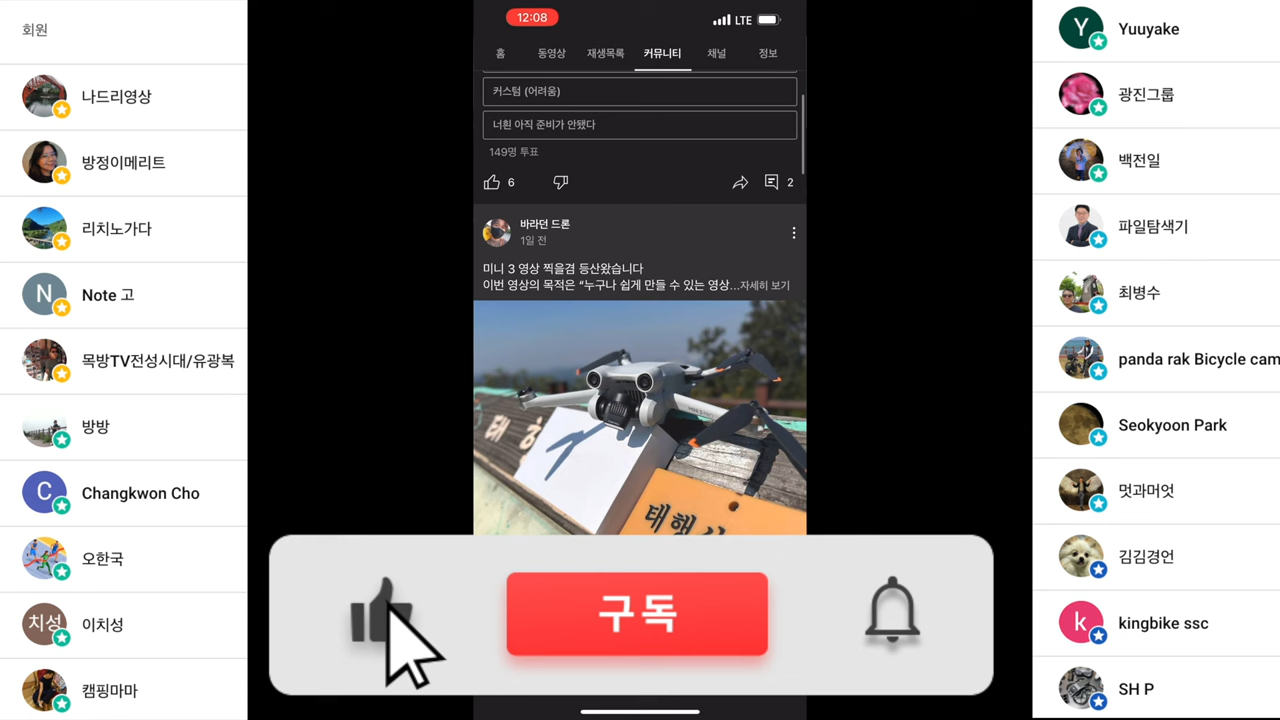 회원
나드리영상
방정이메리트
리치노가다
N
Note 고
목방TV전성시대/유광복
방방
C
Changkwon Cho
오한국
치성
이치성
캠핑마마
12:08
LTE
홈 동영상 재생목록 커뮤니티 채널 정보
커스텀 (어려움)
너흰 아직 준비가 안됐다
149명 투표
6
2
바라던 드론
1일 전
미니 3 영상 찍을겸 등산왔습니다
이번 영상의 목적은 “누구나 쉽게 만들 수 있는 영상...자세히 보기
태행
태행산
구독
Y
Yuuyake
광진그룹
백전일
파일탐색기
최병수
panda rak Bicycle cam
Seokyoon Park
멋과머엇
김김경언
k
kingbike ssc
SH P